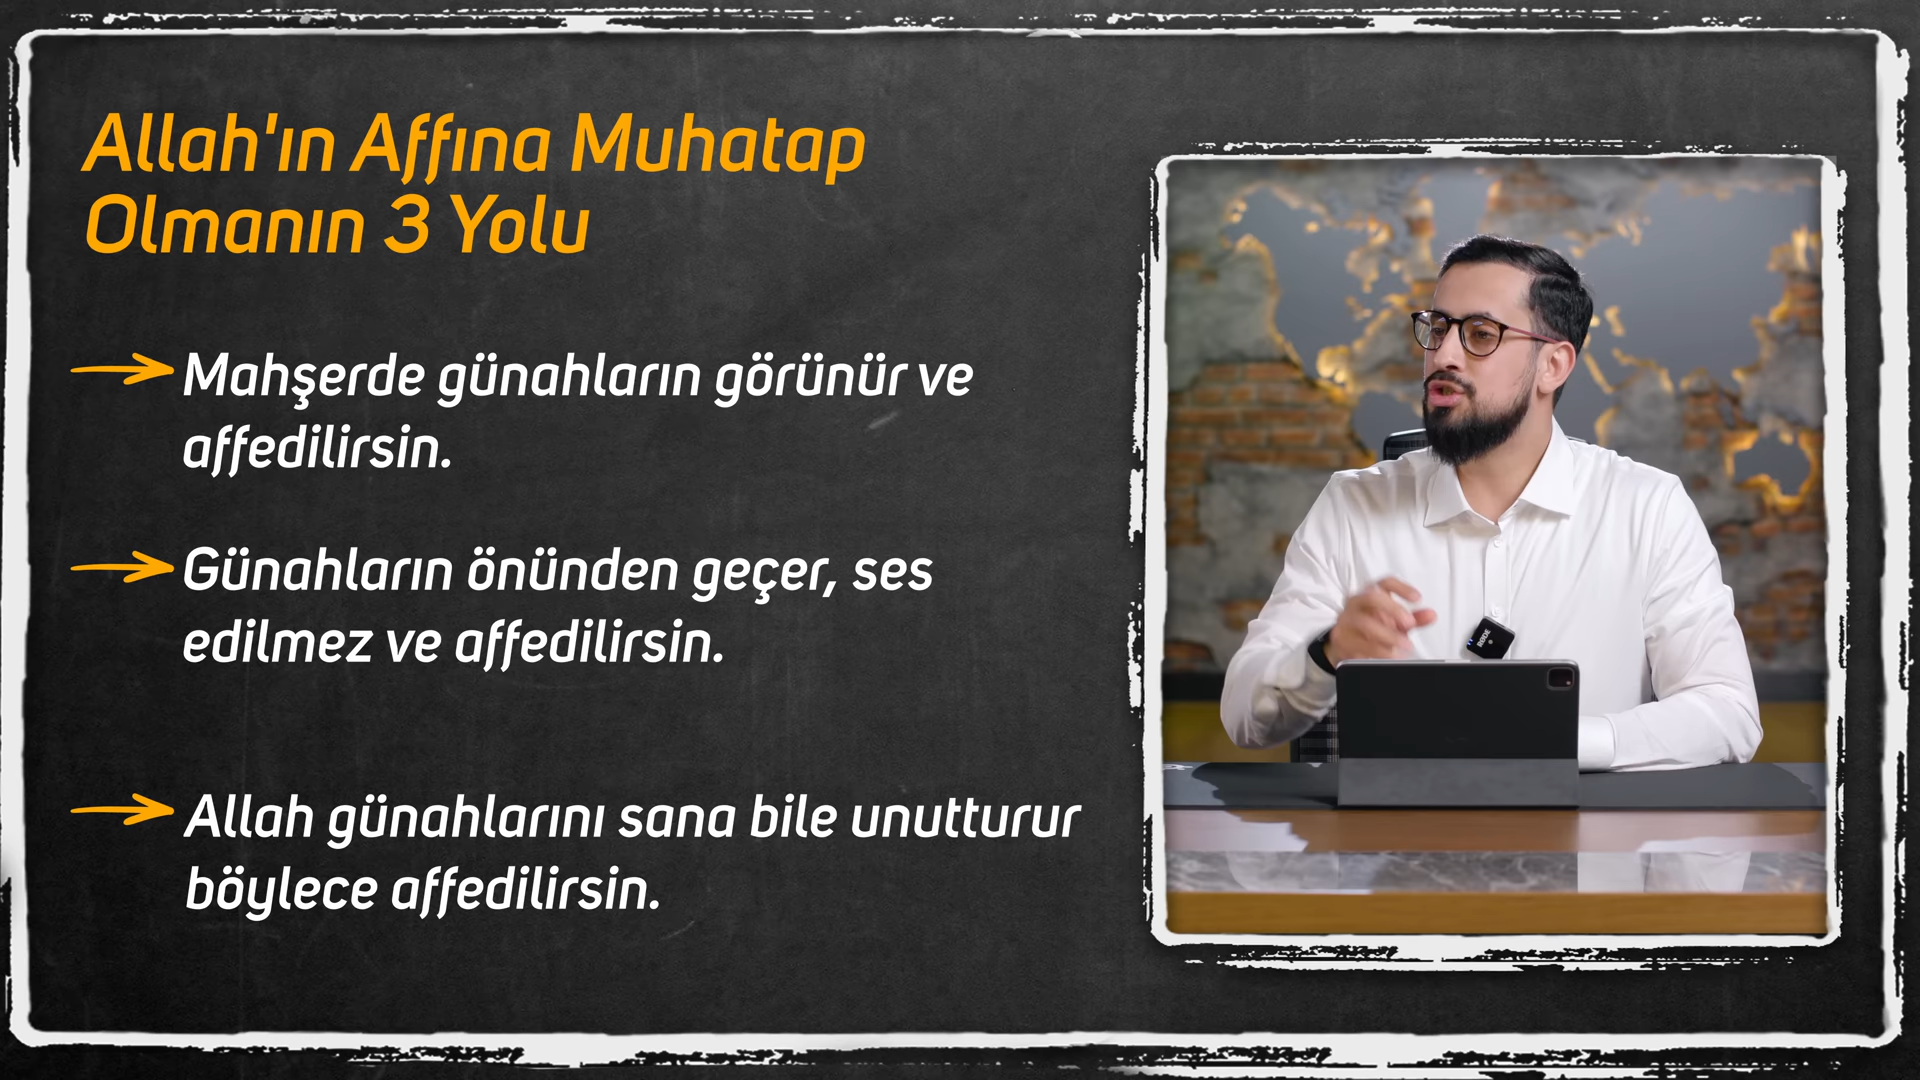 Allah'ın Affına Muhatap
Olmanın 3 Yolu
Mahşerde günahların görünür ve
affedilirsin.
Günahların önünden geçer, ses
edilmez ve affedilirsin.
Allah günahlarını sana bile unutturur
böylece affedilirsin.
RØDE